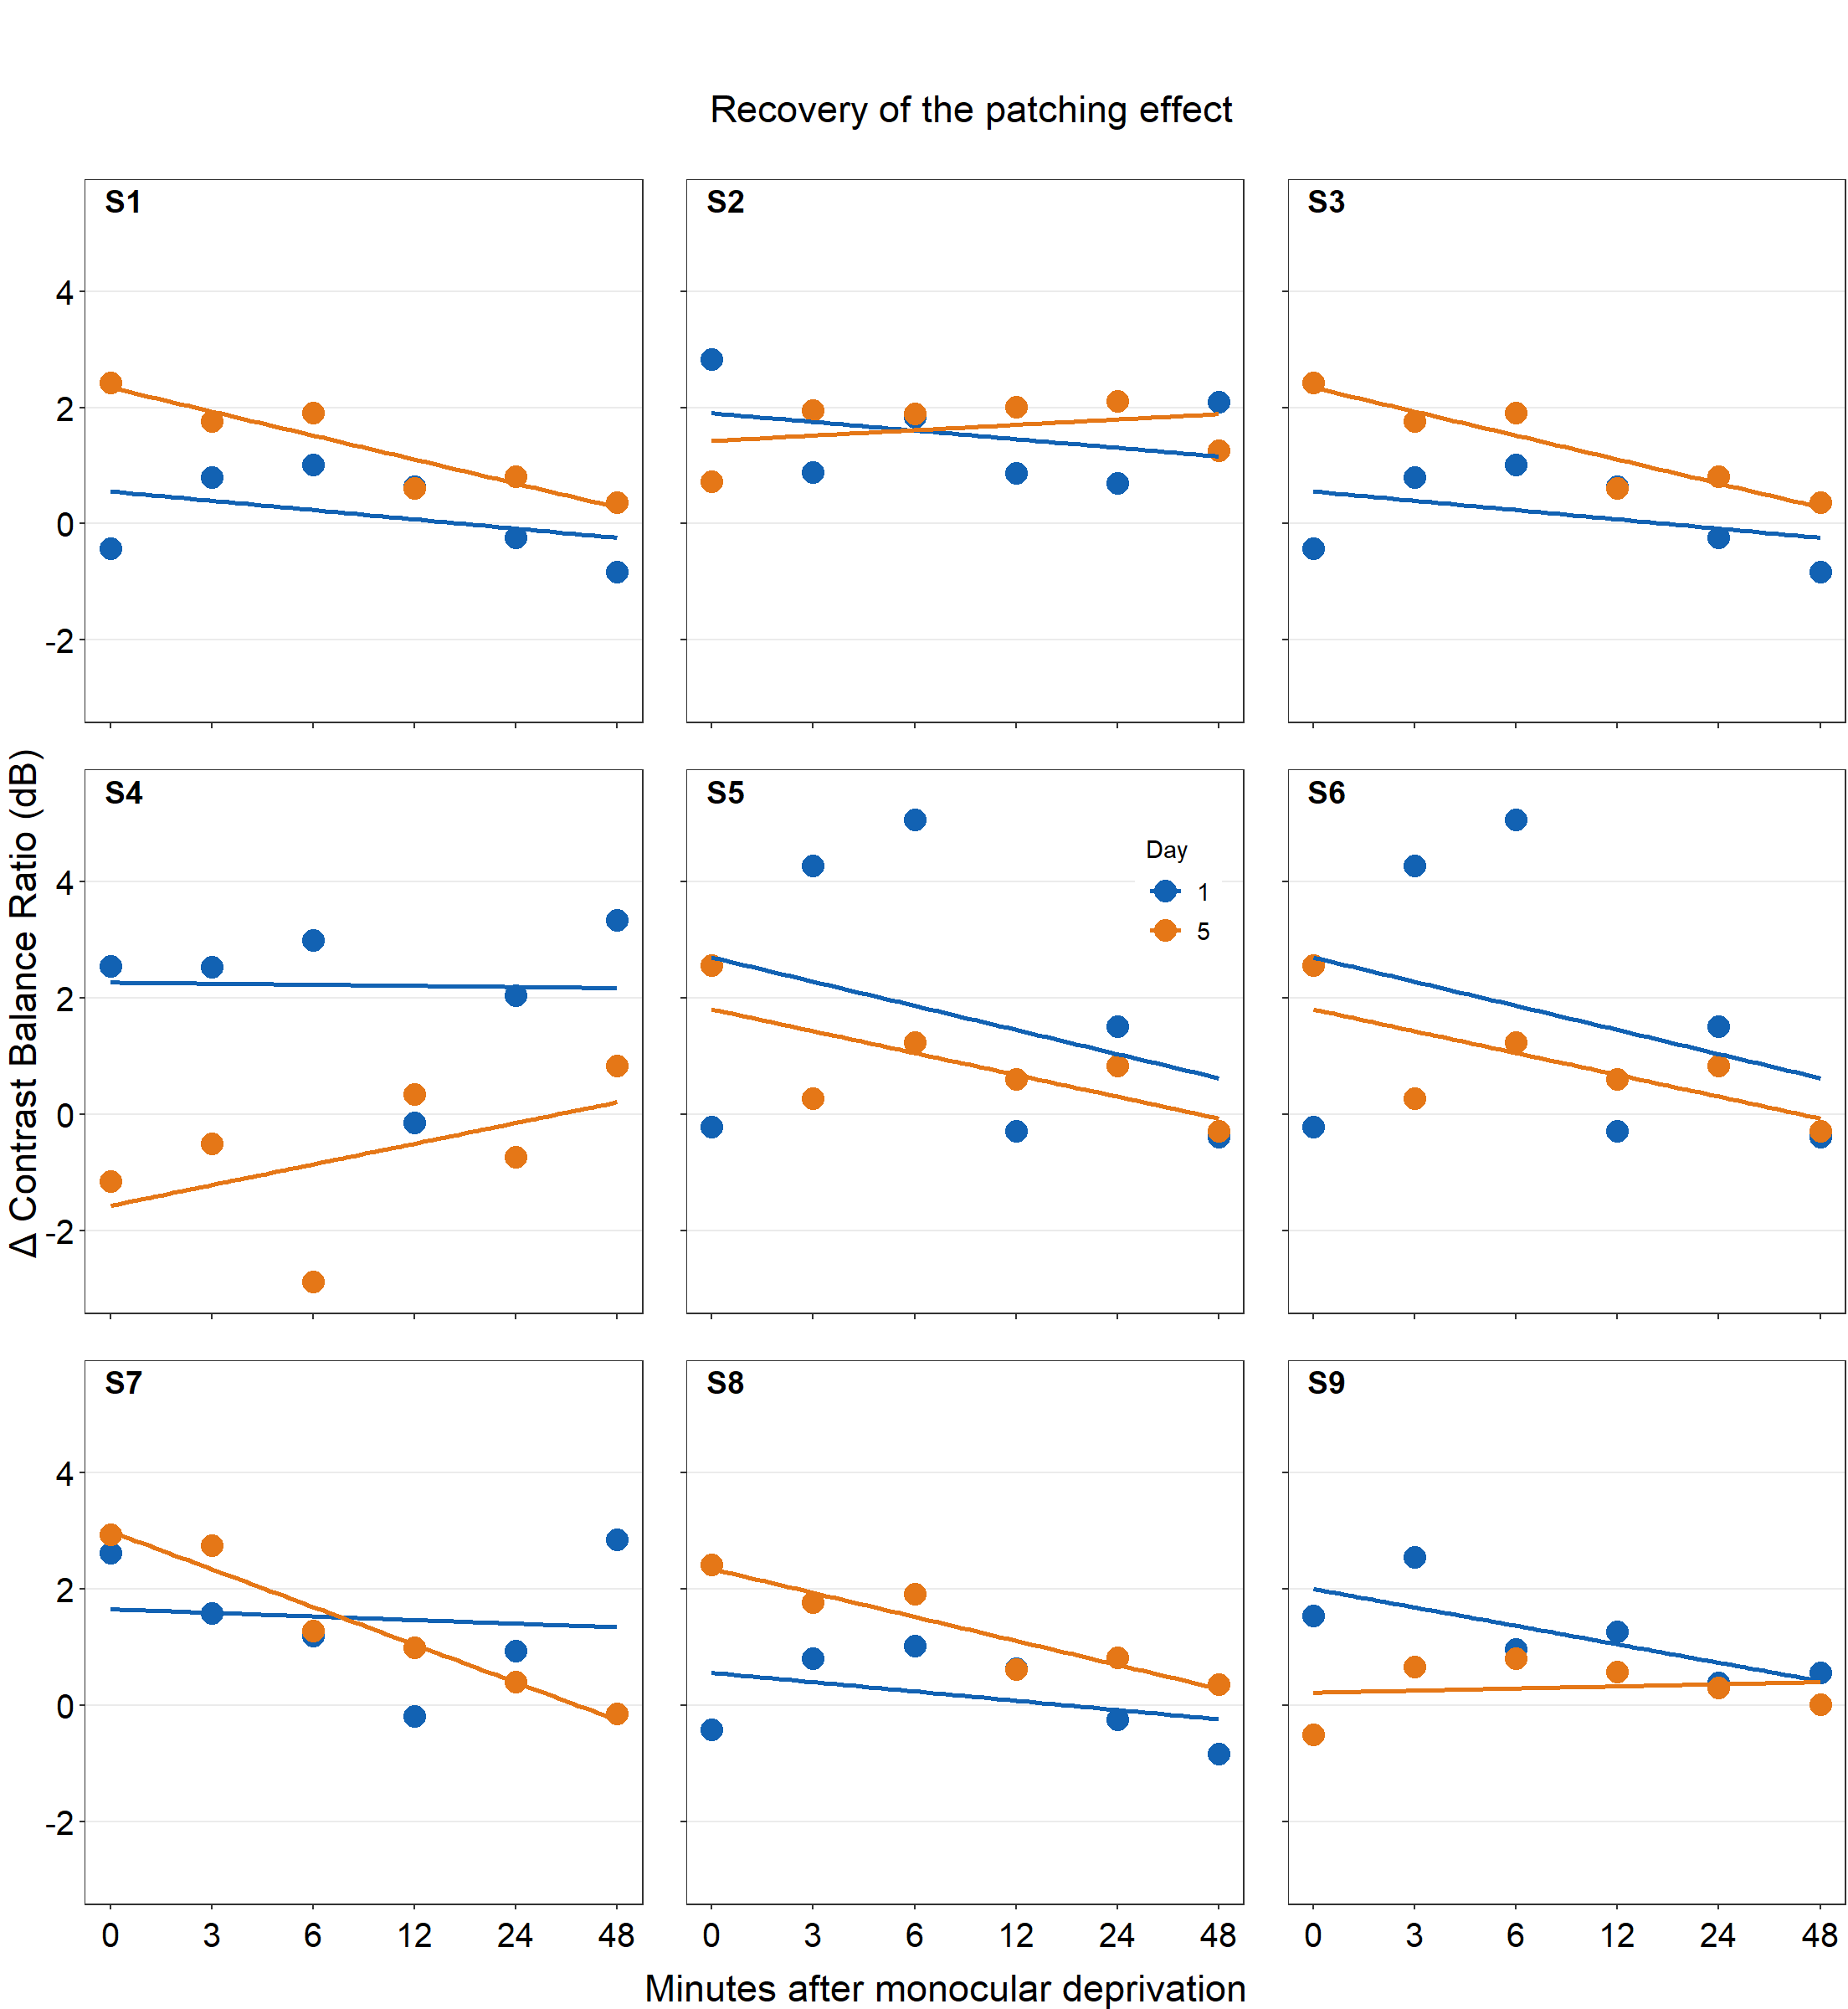 Recovery of the patching effect
S1 S2 S3
4
2
0
-2
Δ Contrast Balance Ratio (dB)
S4 S5 S6
Day
1
5
4
2
0
-2
S7 S8 S9
4
2
0
-2
0 3 6 12 24 48 0 3 6 12 24 48 0 3 6 12 24 48
Minutes after monocular deprivation